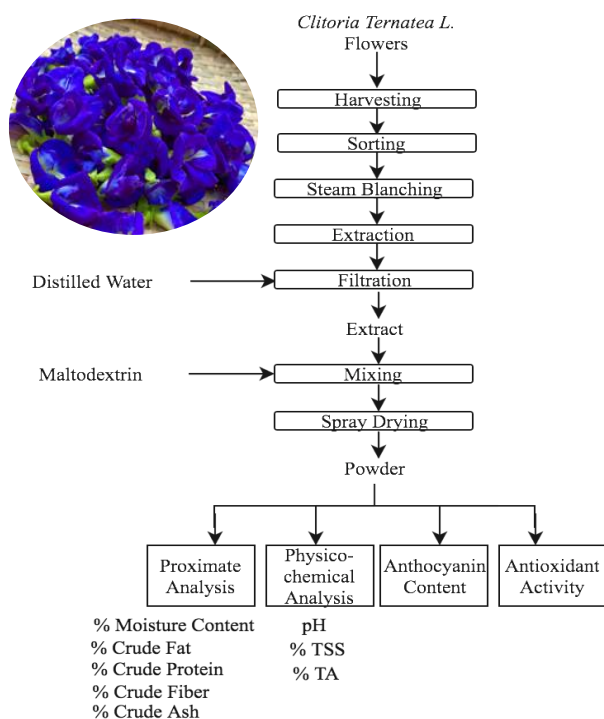 Clitoria Ternatea L.
Flowers
Harvesting
Sorting
Steam Blanching
Extraction
Distilled Water
Filtration
Extract
Maltodextrin
Mixing
Spray Drying
Powder
Proximate
Analysis
Physico-
chemical
Analysis
Anthocyanin
Content
Antioxidant
Activity
% Moisture Content
% Crude Fat
% Crude Protein
% Crude Fiber
% Crude Ash
pH
% TSS
% TA